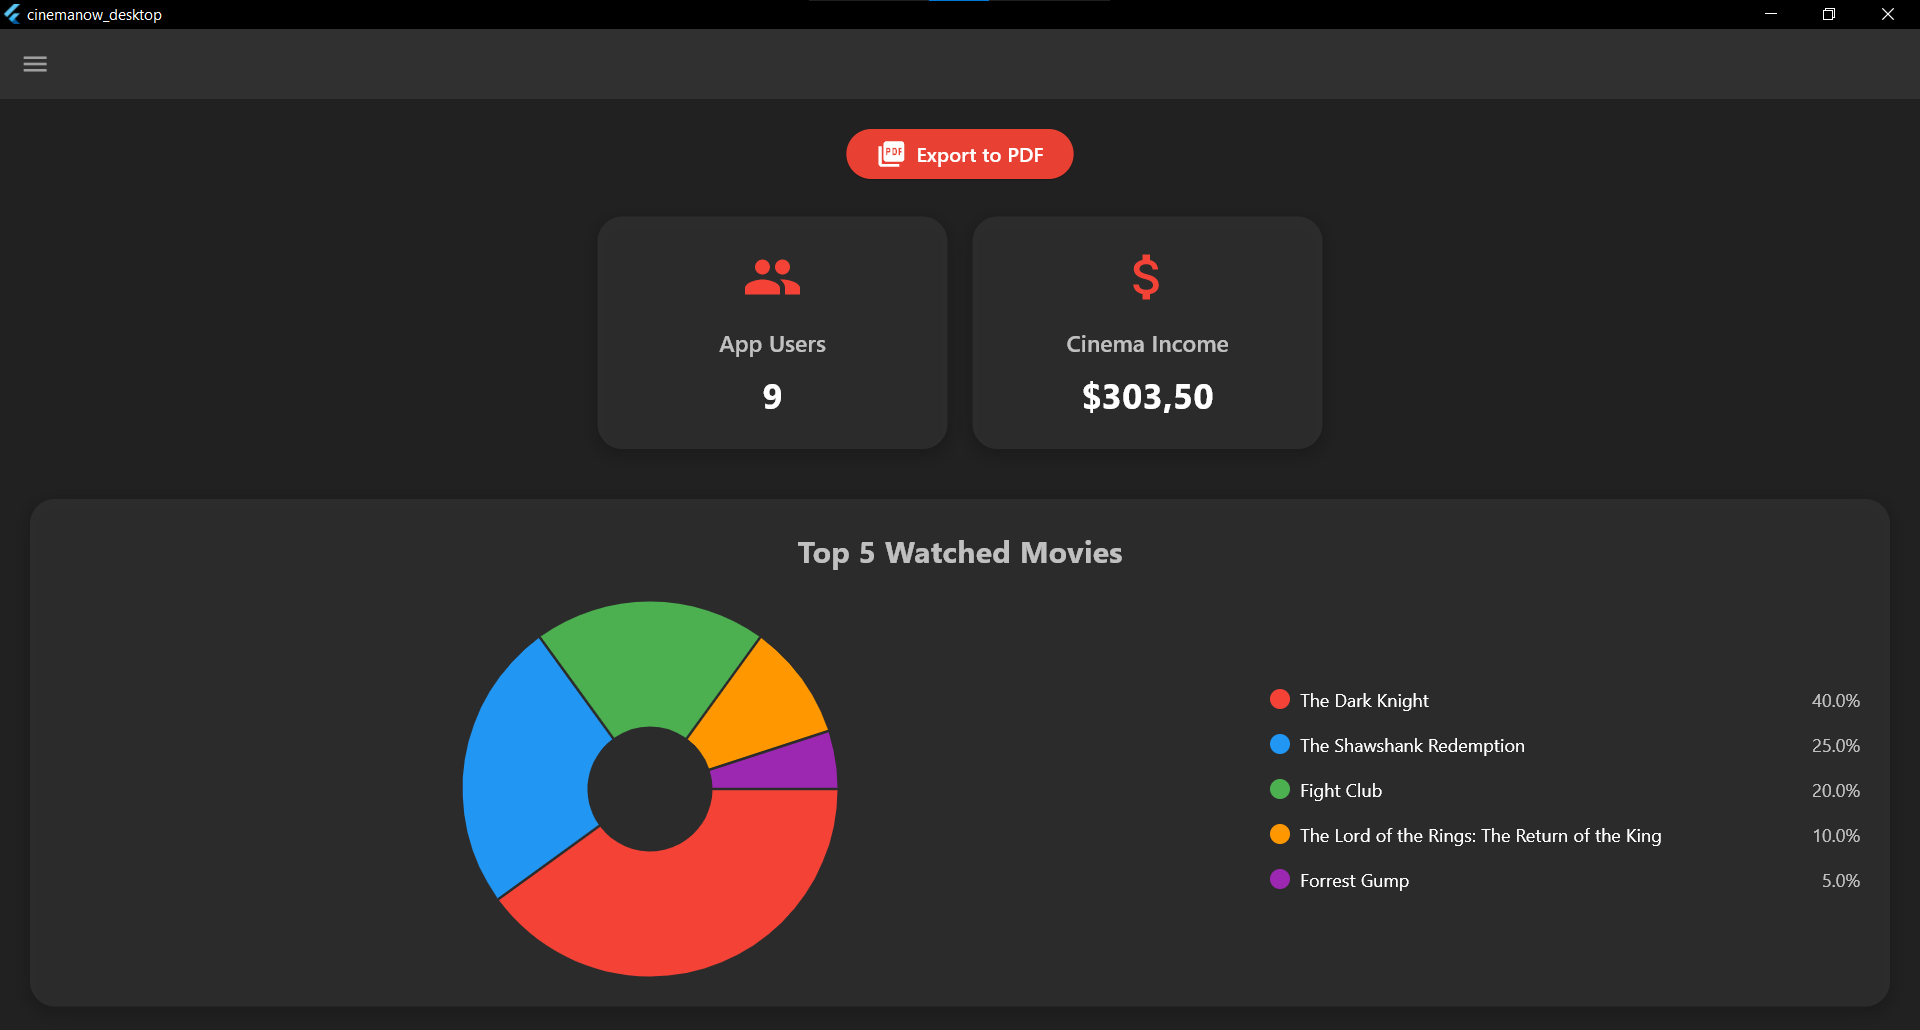 cinemanow_desktop
PDF Export to PDF
App Users
9
Cinema Income
$303,50
Top 5 Watched Movies
The Dark Knight 40.0%
The Shawshank Redemption 25.0%
Fight Club 20.0%
The Lord of the Rings: The Return of the King 10.0%
Forrest Gump 5.0%